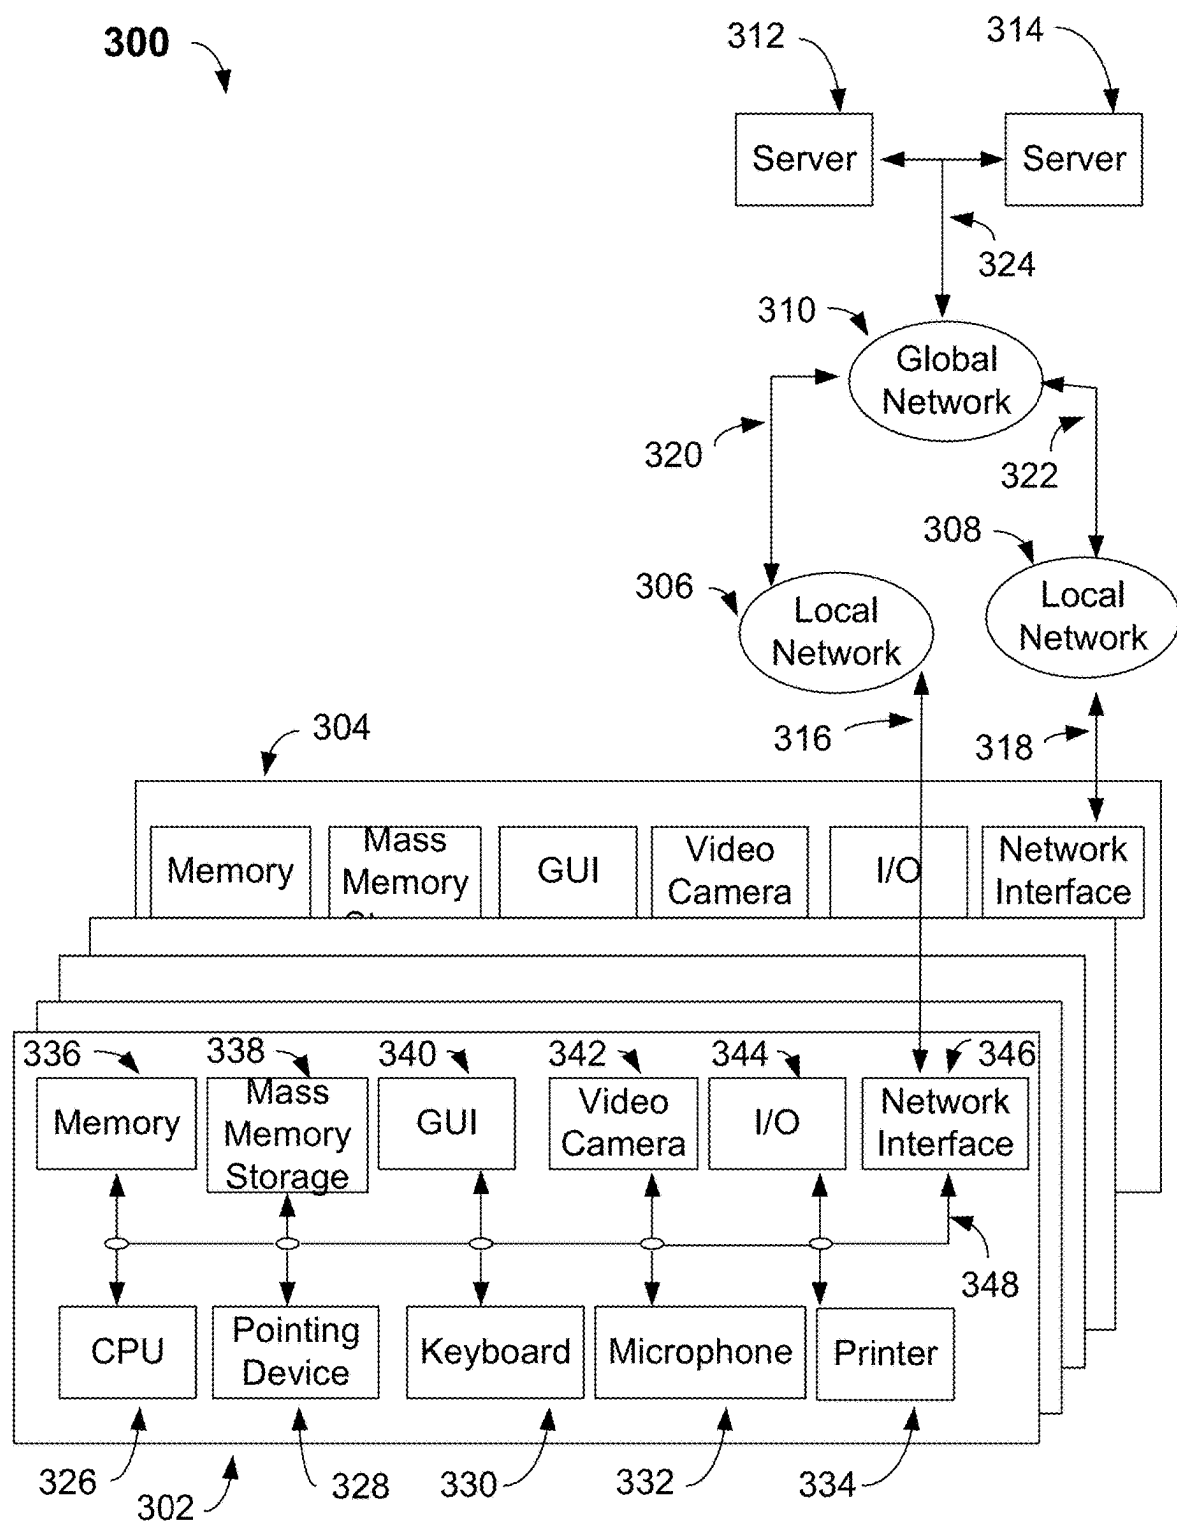 300
312
314
Server
Server
324
310
Global
Network
320
322
308
306
Local
Network
Local
Network
304
316
318
Memory
Mass
Memory
GUI
Video
Camera
I/O
Network
Interface
336
338
340
342
344
346
Memory
Mass
Memory
Storage
GUI
Video
Camera
I/O
Network
Interface
348
CPU
Pointing
Device
Keyboard
Microphone
Printer
326
302
328
330
332
334